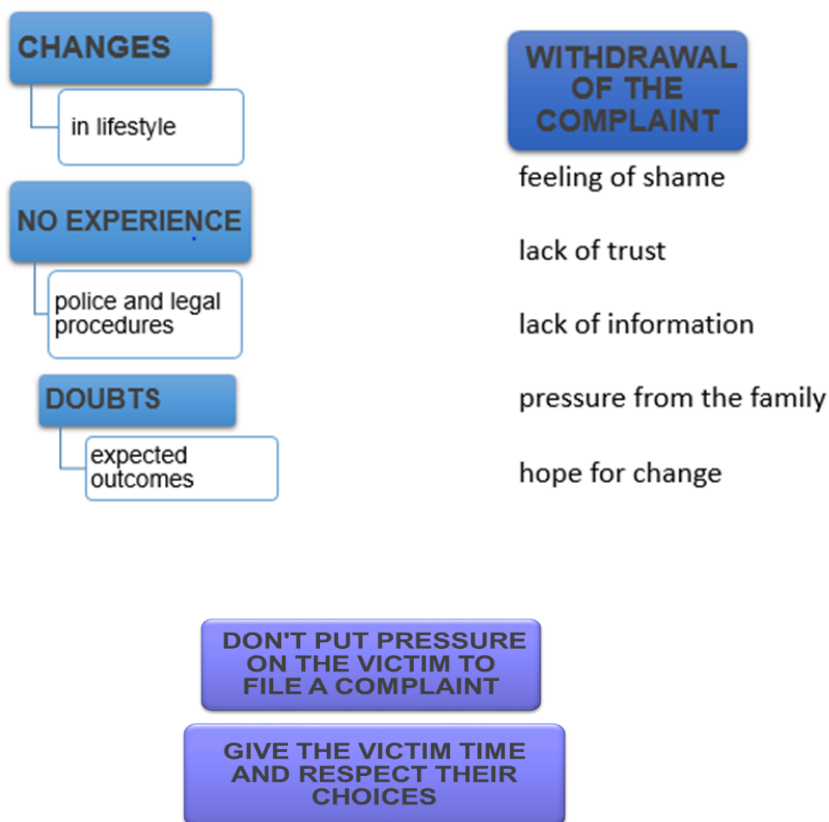 CHANGES
in lifestyle
NO EXPERIENCE
police and legal
procedures
DOUBTS
expected
outcomes
WITHDRAWAL
OF THE
COMPLAINT
feeling of shame
lack of trust
lack of information
pressure from the family
hope for change
DON'T PUT PRESSURE
ON THE VICTIM TO
FILE A COMPLAINT
GIVE THE VICTIM TIME
AND RESPECT THEIR
CHOICES